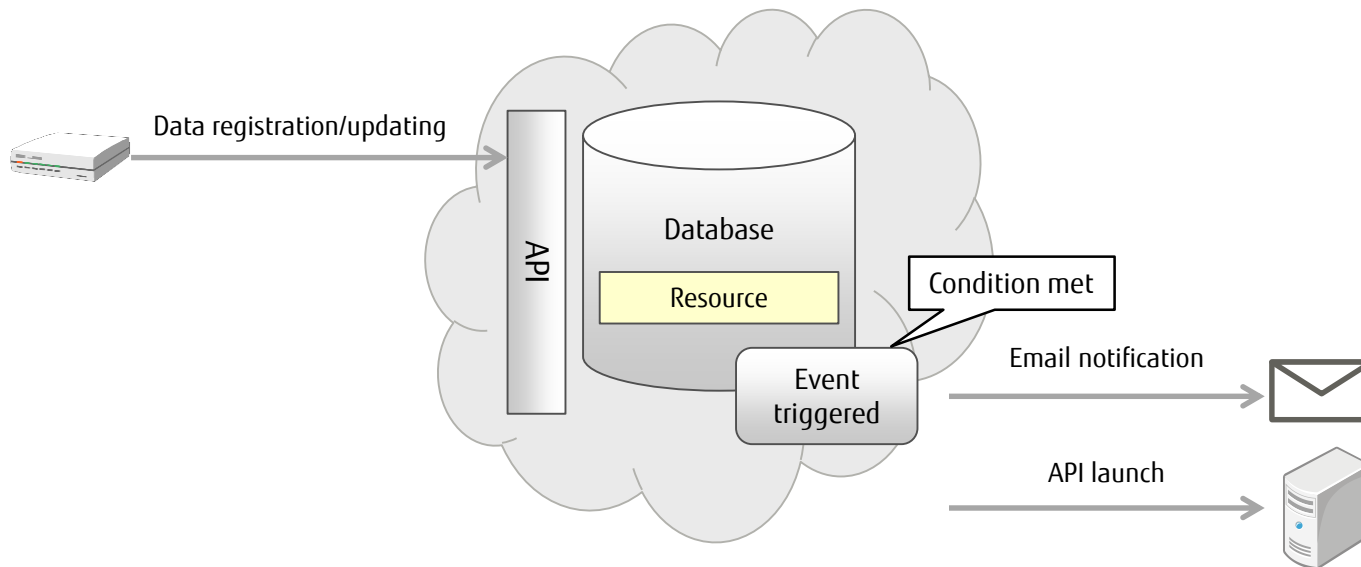 Data registration/updating
API
Database
Resource
Condition met
Event
triggered
Email notification
API launch